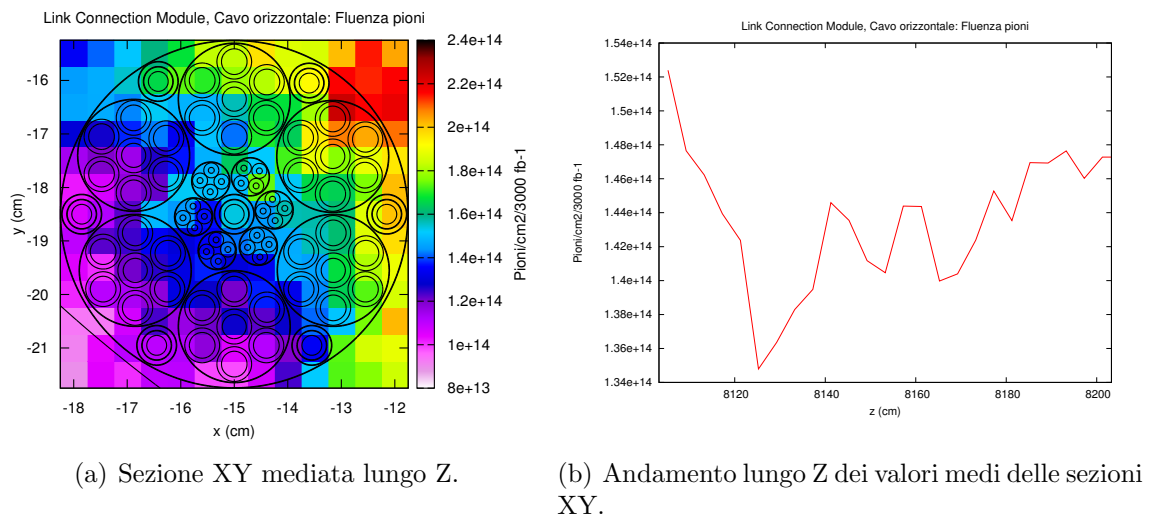 Link Connection Module, Cavo orizzontale: Fluenza pioni
-16
-17
-18
-19
-20
-21
y (cm)
-18
-17
-16
-15
-14
-13
-12
x (cm)
2.4e+14
2.2e+14
2e+14
1.8e+14
1.6e+14
1.4e+14
1.2e+14
1e+14
8e+13
Pioni/cm2/3000 fb-1
(a) Sezione XY mediata lungo Z.
Link Connection Module, Cavo orizzontale: Fluenza pioni
1.54e+14
1.52e+14
1.50e+14
1.48e+14
1.46e+14
1.44e+14
1.42e+14
1.40e+14
1.38e+14
1.36e+14
1.34e+14
Pioni/cm2/3000 fb-1
8120
8140
8160
8180
8200
z (cm)
(b) Andamento lungo Z dei valori medi delle sezioni
XY.